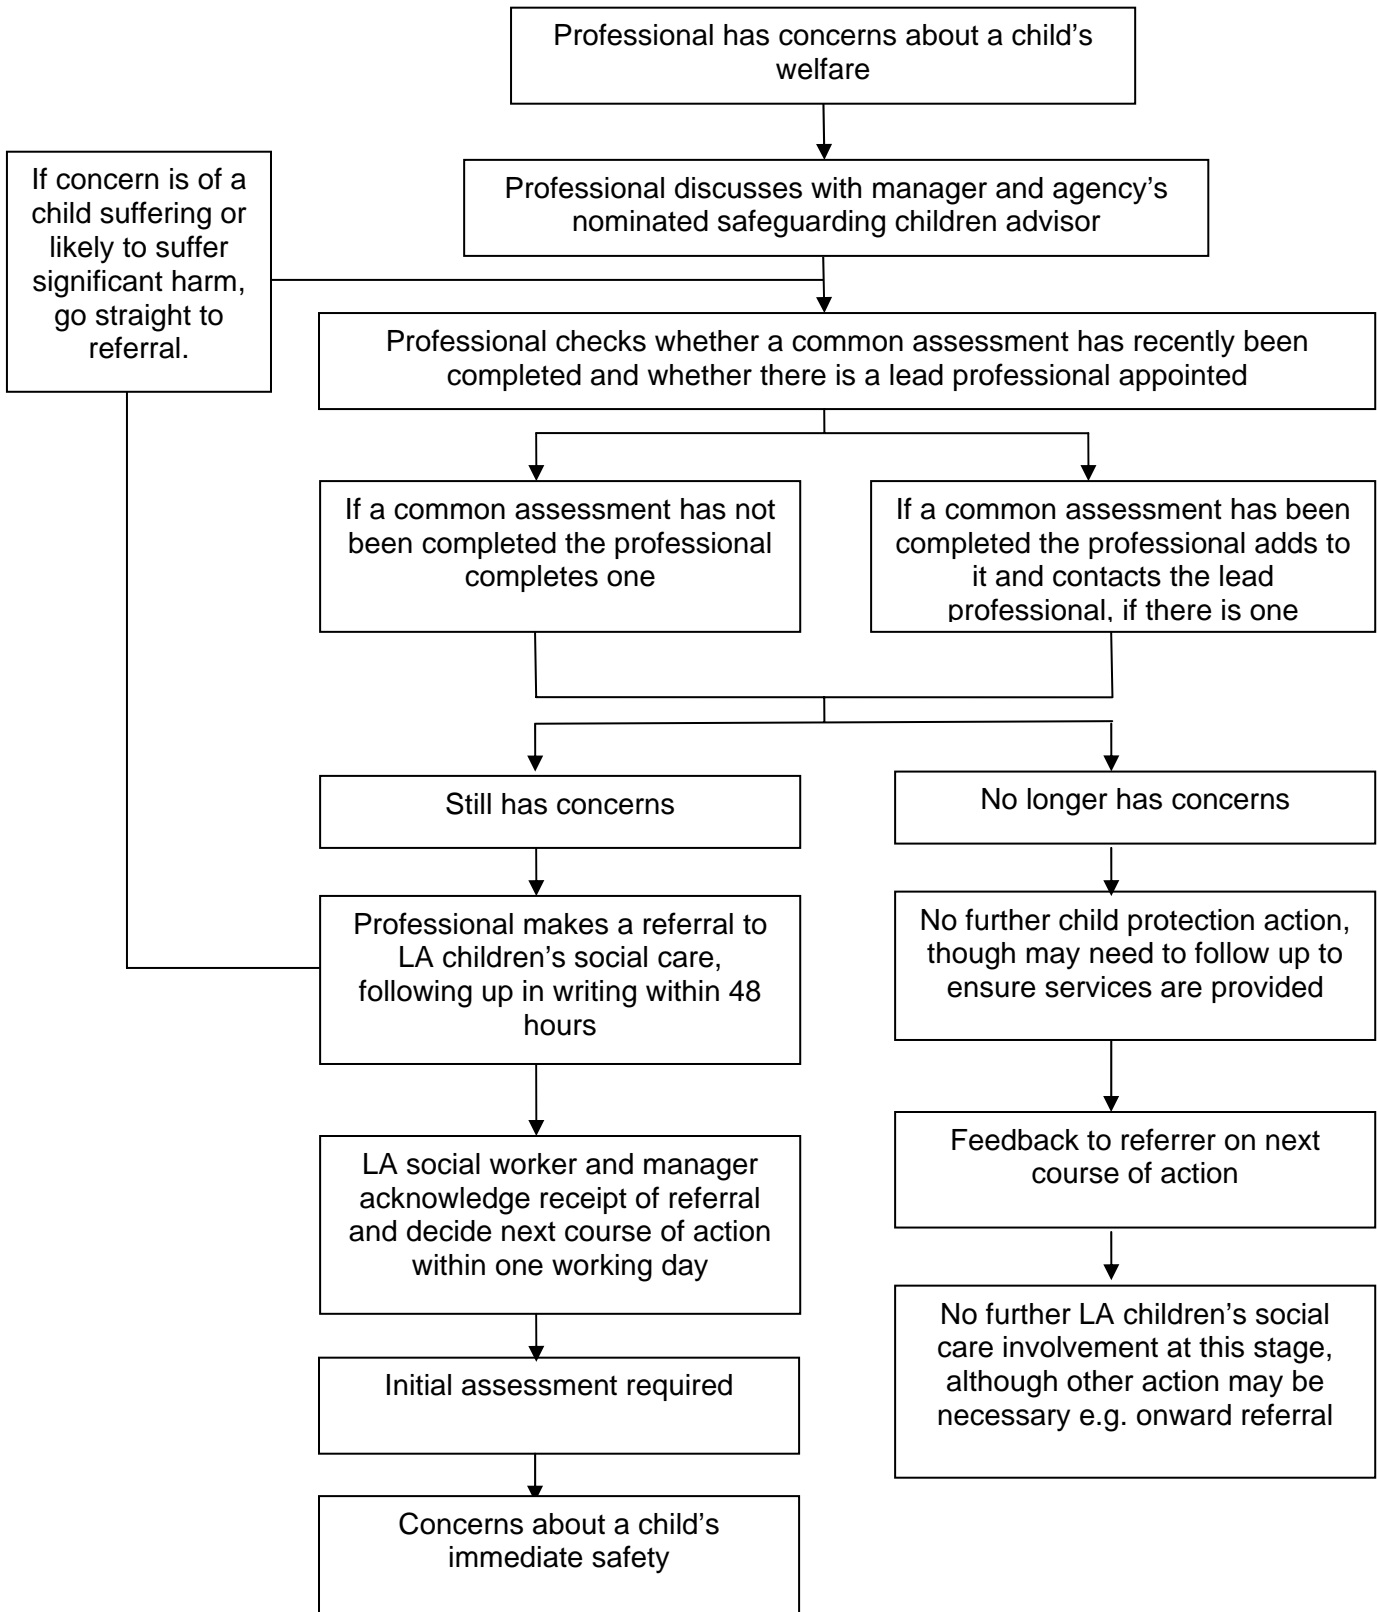 Professional has concerns about a child’s
welfare
If concern is of a
child suffering or
likely to suffer
significant harm,
go straight to
referral.
Professional discusses with manager and agency’s
nominated safeguarding children advisor
Professional checks whether a common assessment has recently been
completed and whether there is a lead professional appointed
If a common assessment has not
been completed the professional
completes one
If a common assessment has been
completed the professional adds to
it and contacts the lead
professional, if there is one
Still has concerns
No longer has concerns
Professional makes a referral to
LA children’s social care,
following up in writing within 48
hours
No further child protection action,
though may need to follow up to
ensure services are provided
LA social worker and manager
acknowledge receipt of referral
and decide next course of action
within one working day
Feedback to referrer on next
course of action
Initial assessment required
No further LA children’s social
care involvement at this stage,
although other action may be
necessary e.g. onward referral
Concerns about a child’s
immediate safety